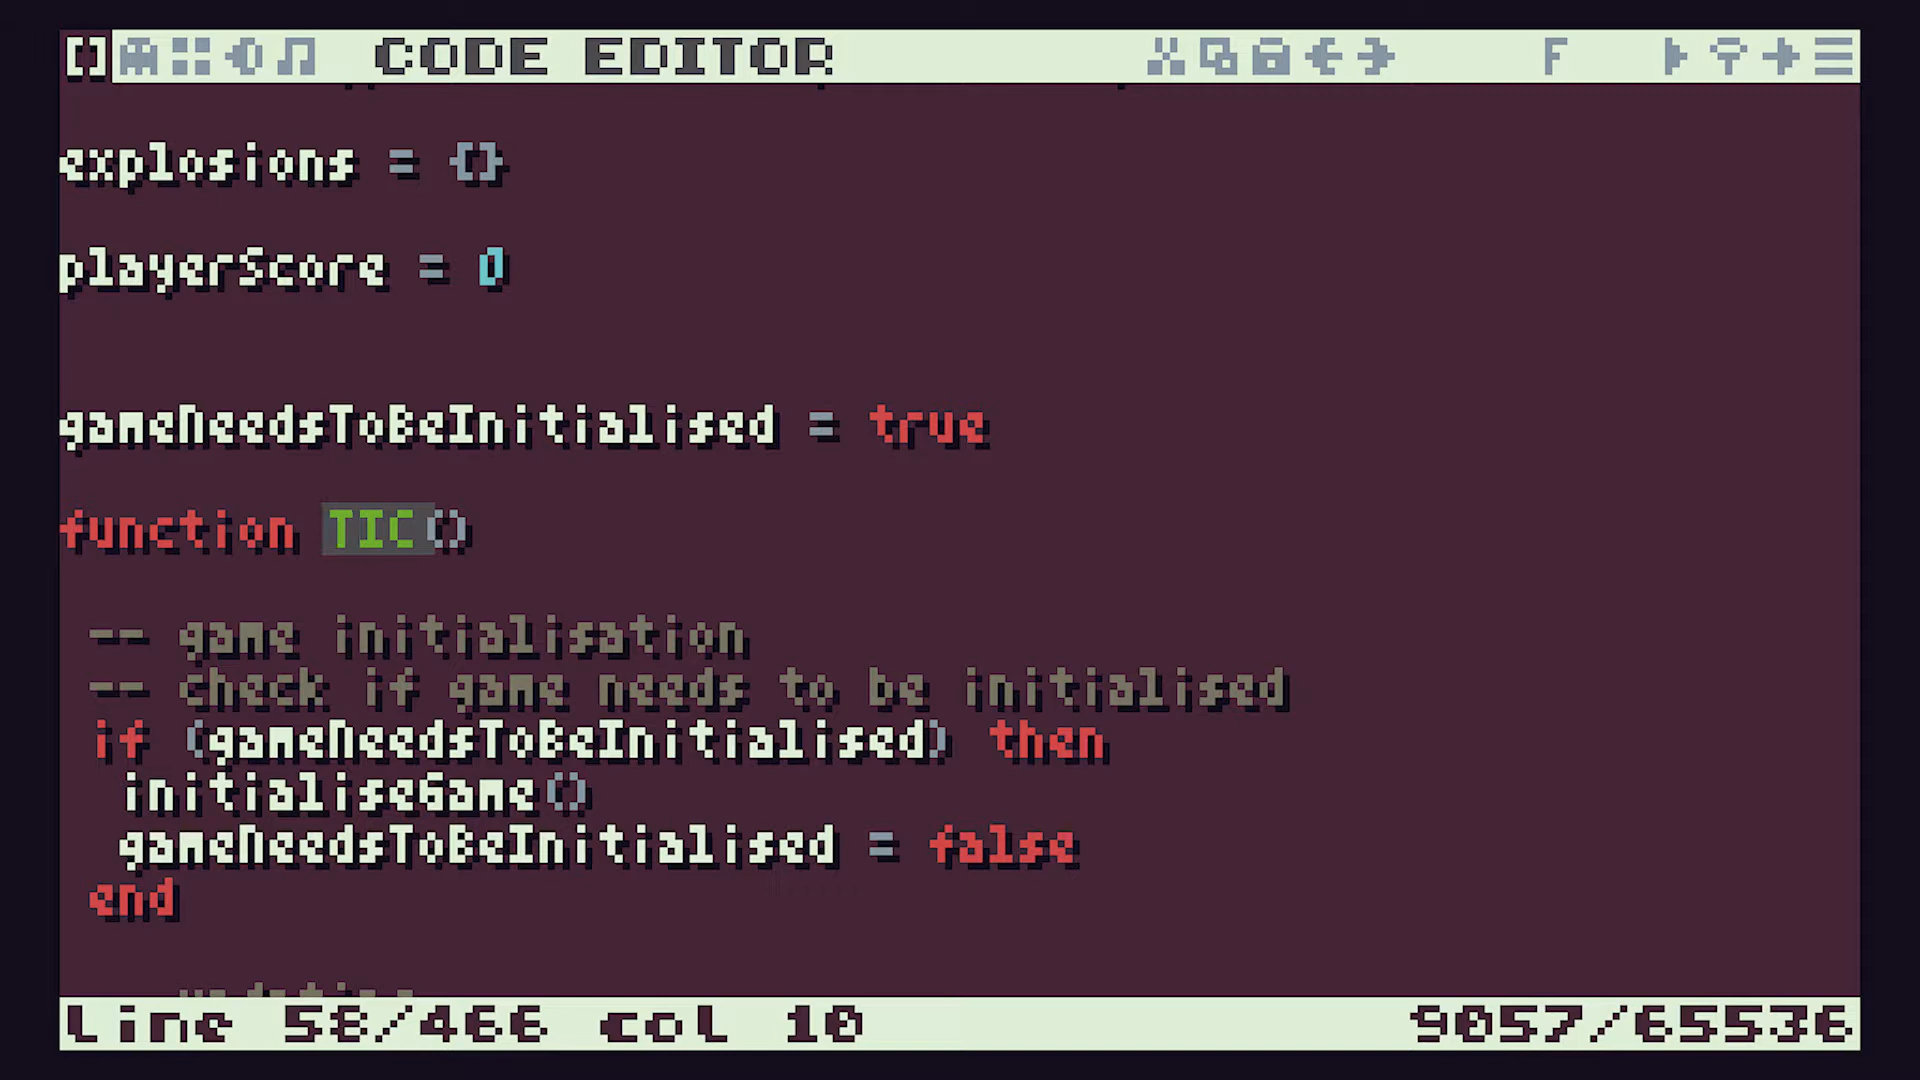 CODE EDITOR F
explosions = {}
playerScore = 0
gameNeedsToBeInitialised = true
function TIC()
-- game initialisation
-- check if game needs to be initialised
if (gameNeedsToBeInitialised) then
initialiseGame()
gameNeedsToBeInitialised = false
end
line 58/466 col 10 9057/65536